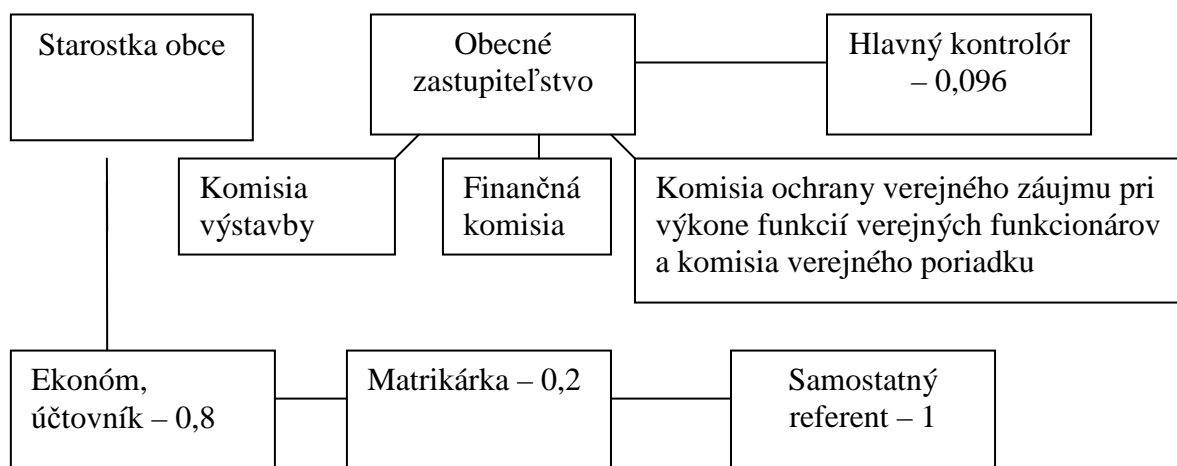 Starostka obce
Obecné
zastupiteľstvo
Hlavný kontrolór
– 0,096
Komisia
výstavby
Finančná
komisia
Komisia ochrany verejného záujmu pri
výkone funkcií verejných funkcionárov
a komisia verejného poriadku
Ekonóm,
účtovník – 0,8
Matrikárka – 0,2
Samostatný
referent – 1